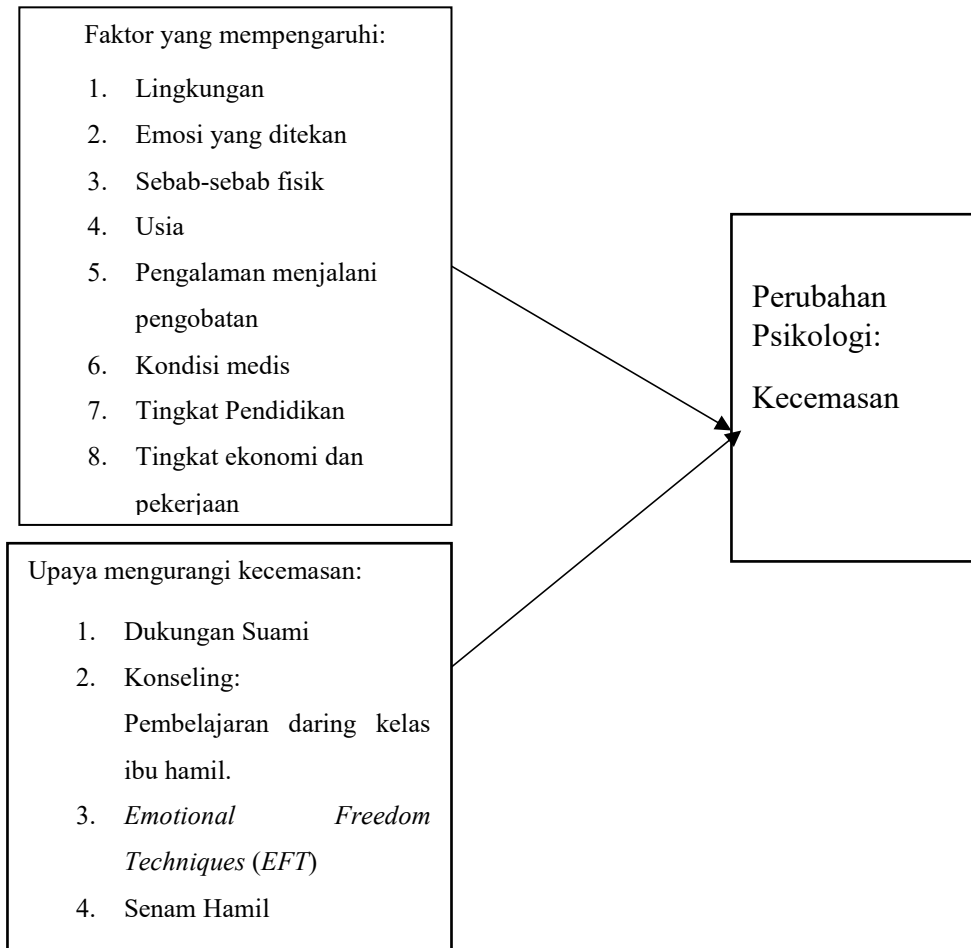 Faktor yang mempengaruhi:
1. Lingkungan
2. Emosi yang ditekan
3. Sebab-sebab fisik
4. Usia
5. Pengalaman menjalani
pengobatan
6. Kondisi medis
7. Tingkat Pendidikan
8. Tingkat ekonomi dan
pekerjaan
Upaya mengurangi kecemasan:
1. Dukungan Suami
2. Konseling:
Pembelajaran daring kelas
ibu hamil.
3. Emotional Freedom
Techniques (EFT)
4. Senam Hamil
Perubahan
Psikologi:
Kecemasan